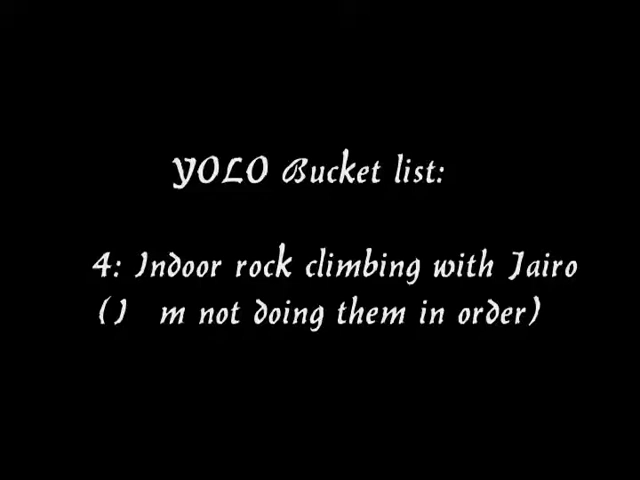 YOLO Bucket list:
4: Indoor rock climbing with Jairo
(I m not doing them in order)